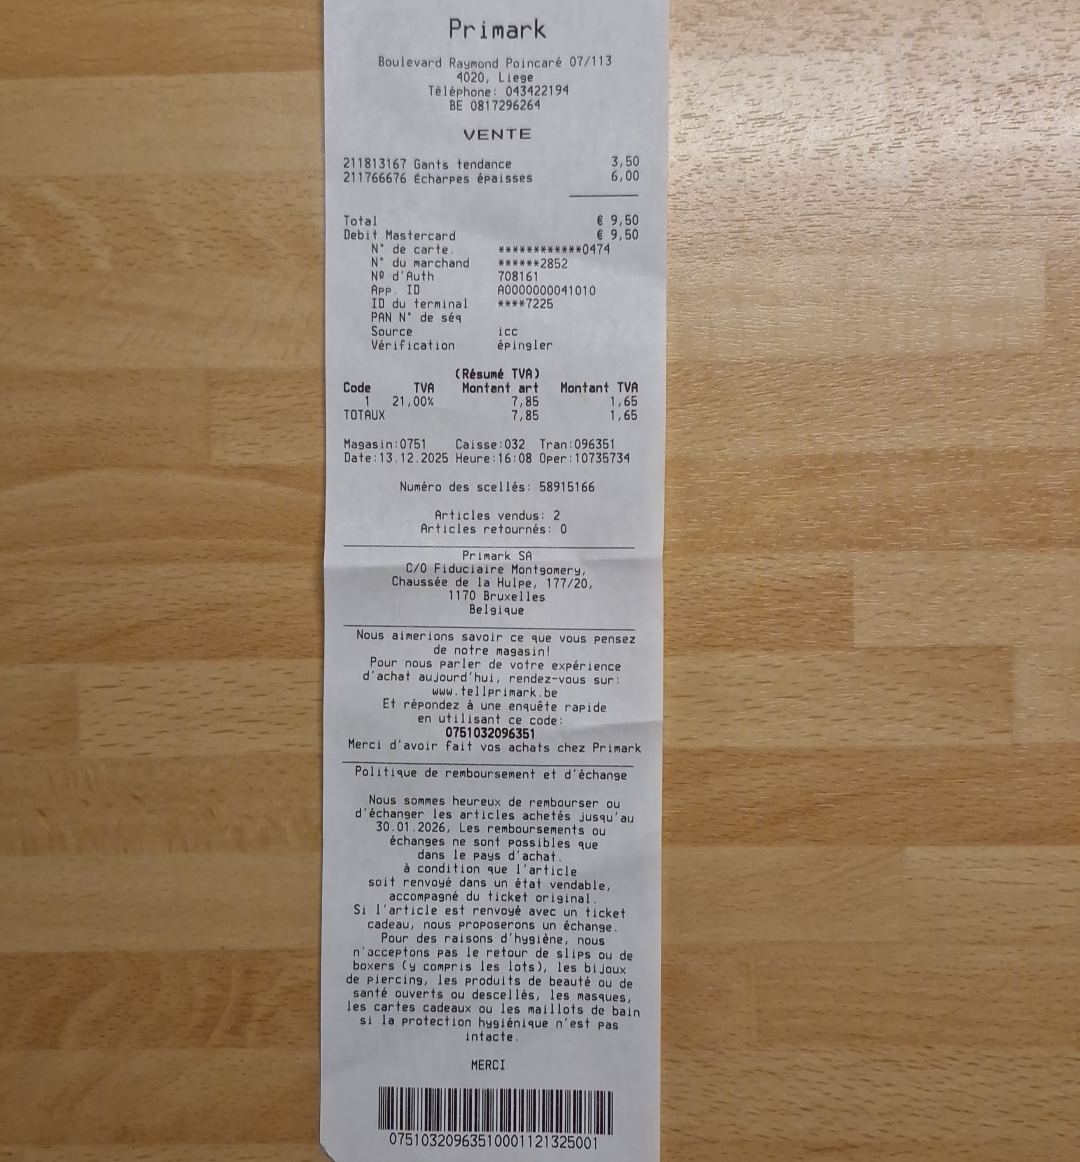 Primark
Boulevard Raymond Poincaré 07/113
4020, Liege
Téléphone: 043422194
BE 0817296264
VENTE
211813167 Gants tendance 3,50
211766676 Écharpes épaisses 6,00
Total € 9,50
Debit Mastercard € 9,50
N° de carte. ************0474
N° du marchand ******2852
Nº d'Auth 708161
App. ID A0000000041010
ID du terminal ****7225
PAN N° de séq
Source icc
Vérification épingler
(Résumé TVA)
Code TVA Montant art Montant TVA
1 21,00% 7,85 1,65
TOTAUX 7,85 1,65
Magasin:0751 Caisse:032 Tran:096351
Date:13.12.2025 Heure:16:08 Oper:10735734
Numéro des scellés: 58915166
Articles vendus: 2
Articles retournés: 0
Primark SA
C/O Fiduciaire Montgomery,
Chaussée de la Hulpe, 177/20,
1170 Bruxelles
Belgique
Nous aimerions savoir ce que vous pensez
de notre magasin!
Pour nous parler de votre expérience
d'achat aujourd'hui, rendez-vous sur:
www.tellprimark.be
Et répondez à une enquête rapide
en utilisant ce code:
0751032096351
Merci d'avoir fait vos achats chez Primark
Politique de remboursement et d'échange
Nous sommes heureux de rembourser ou
d'échanger les articles achetés jusqu'au
30.01.2026, Les remboursements ou
échanges ne sont possibles que
dans le pays d'achat.
à condition que l'article
soit renvoyé dans un état vendable,
accompagné du ticket original.
Si l'article est renvoyé avec un ticket
cadeau, nous proposerons un échange.
Pour des raisons d'hygiène, nous
n'acceptons pas le retour de slips ou de
boxers (y compris les lots), les bijoux
de piercing, les produits de beauté ou de
santé ouverts ou descellés, les masques,
les cartes cadeaux ou les maillots de bain
si la protection hygiénique n'est pas
intacte.
MERCI
07510320963510001121325001